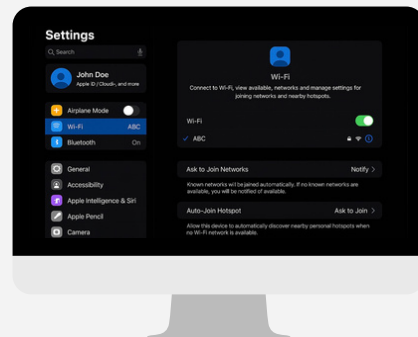 Settings
Search
John Doe
Apple ID / Cloudi-, and more
Airplane Mode
Wi-Fi ABC
Bluetooth On
General
Accessibility
Apple Intelligence & Siri
Apple Pencil
Camera
Wi-Fi
Connect to Wi-Fi, view available, networks and manage settings for
joining networks and nearby hotspots.
Wi-Fi
ABC
Ask to Join Networks Notify
Known networks will be joined automatically. If no known networks are
available, you will be notified of available.
Auto-Join Hotspot Ask to Join
Allow this device to automatically discover nearby personal hotspots when
no Wi-Fi network is available.